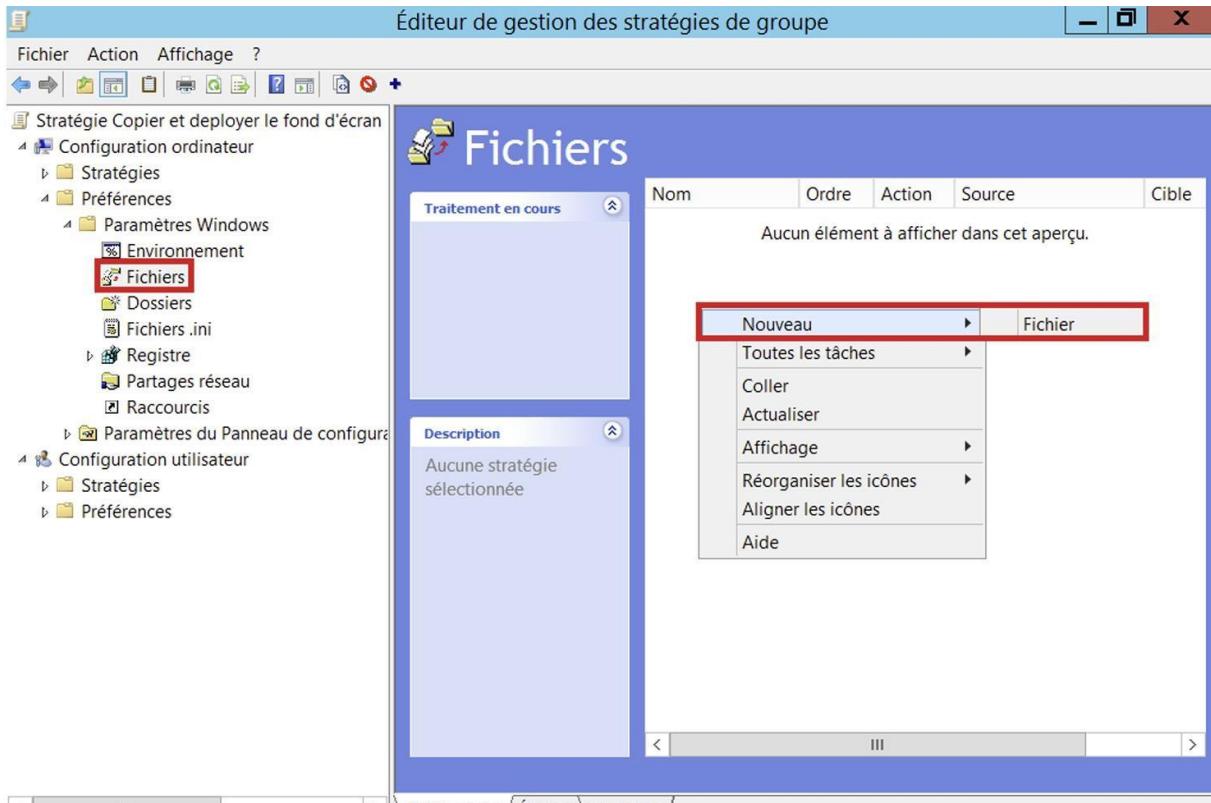 Éditeur de gestion des stratégies de groupe
Fichier Action Affichage ?
Stratégie Copier et deployer le fond d'écran
Configuration ordinateur
Stratégies
Préférences
Paramètres Windows
Environnement
Fichiers
Dossiers
Fichiers .ini
Registre
Partages réseau
Raccourcis
Paramètres du Panneau de configura
Configuration utilisateur
Stratégies
Préférences
Fichiers
Traitement en cours
Description
Aucune stratégie
sélectionnée
Nom Ordre Action Source Cible
Aucun élément à afficher dans cet aperçu.
Nouveau Fichier
Toutes les tâches
Coller
Actualiser
Affichage
Réorganiser les icônes
Aligner les icônes
Aide